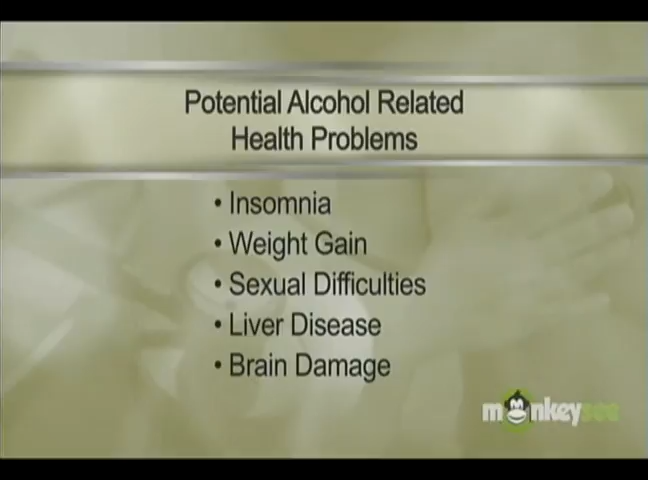 Potential Alcohol Related
Health Problems
• Insomnia
• Weight Gain
• Sexual Difficulties
• Liver Disease
• Brain Damage
monkeysee